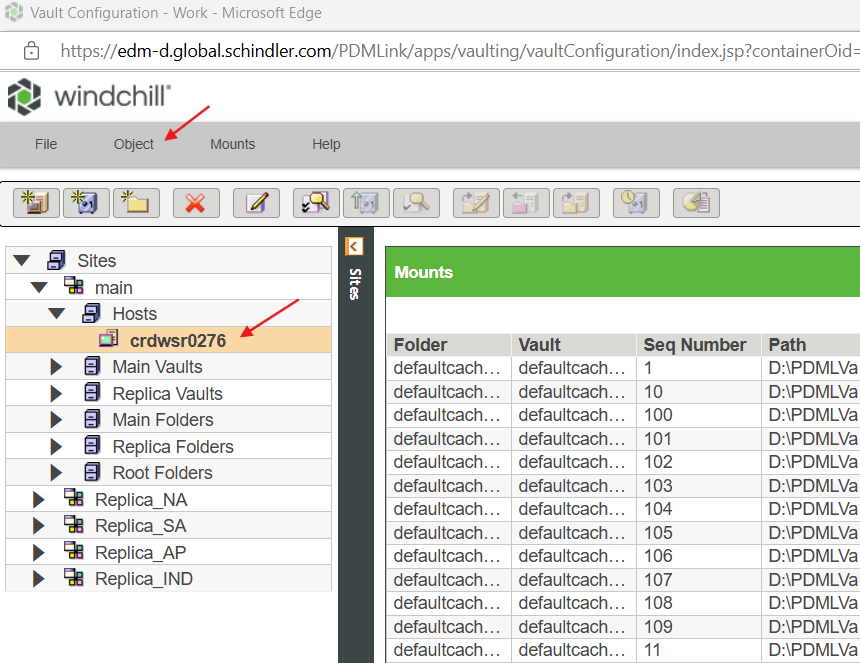 Vault Configuration - Work - Microsoft Edge
https://edm-d.global.schindler.com/PDMLink/apps/vaulting/vaultConfiguration/index.jsp?containerOid=
windchill®
File Object Mounts Help
Sites
main
Hosts
crdwsr0276
Main Vaults
Replica Vaults
Main Folders
Replica Folders
Root Folders
Replica_NA
Replica_SA
Replica_AP
Replica_IND
Sites
Mounts
Folder Vault Seq Number Path
defaultcach... defaultcach... 1 D:\PDMLVa
defaultcach... defaultcach... 10 D:\PDMLVa
defaultcach... defaultcach... 100 D:\PDMLVa
defaultcach... defaultcach... 101 D:\PDMLVa
defaultcach... defaultcach... 102 D:\PDMLVa
defaultcach... defaultcach... 103 D:\PDMLVa
defaultcach... defaultcach... 104 D:\PDMLVa
defaultcach... defaultcach... 105 D:\PDMLVa
defaultcach... defaultcach... 106 D:\PDMLVa
defaultcach... defaultcach... 107 D:\PDMLVa
defaultcach... defaultcach... 108 D:\PDMLVa
defaultcach... defaultcach... 109 D:\PDMLVa
defaultcach... defaultcach... 11 D:\PDMLVa